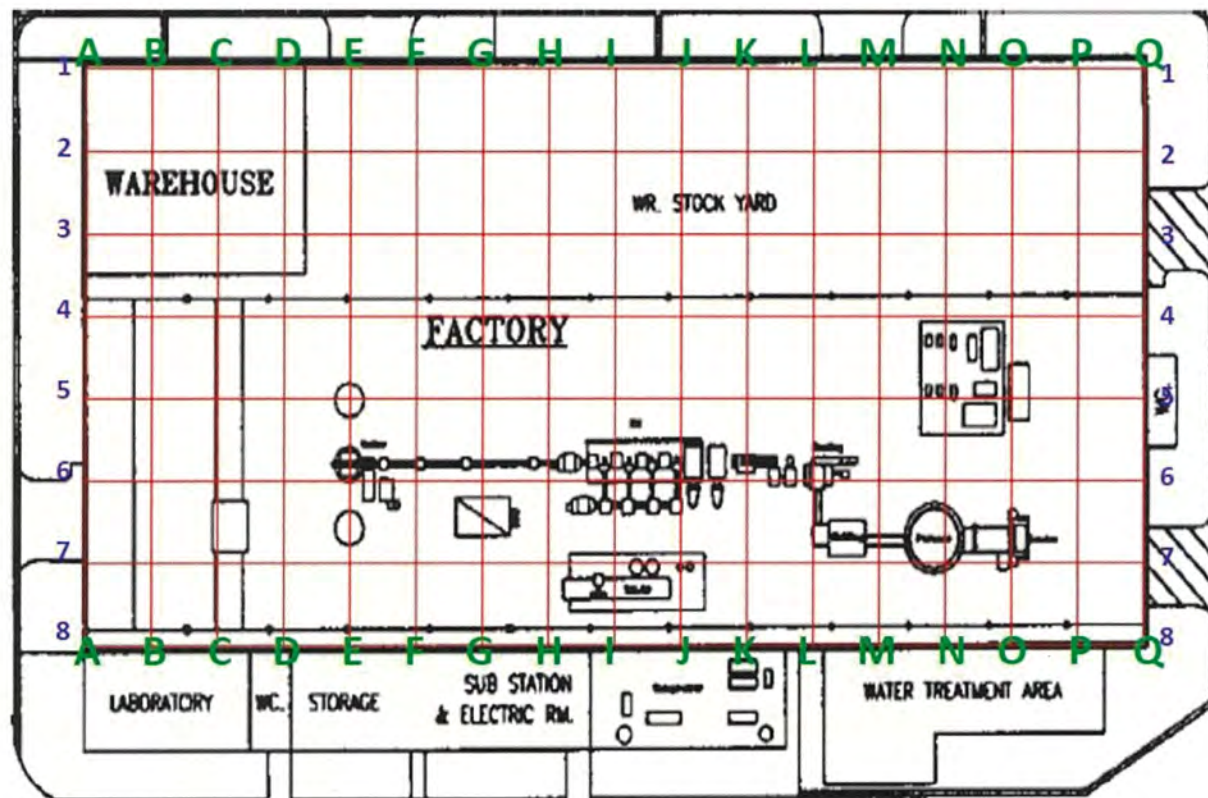 A B C D E F G H I J K L M N O P Q
1 1
2 2
WAREHOUSE
WR. STOCK YARD
3 3
4 4
FACTORY
5 5
WC.
6 6
7 7
8 8
A B C D E F G H I J K L M N O P Q
LABORATORY
WC.
STORAGE
SUB STATION
& ELECTRIC RM.
WATER TREATMENT AREA